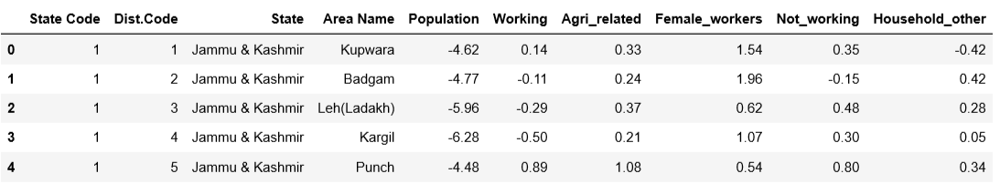 State Code Dist.Code State Area Name Population Working Agri_related Female_workers Not_working Household_other
0 1 1 Jammu & Kashmir Kupwara -4.62 0.14 0.33 1.54 0.35 -0.42
1 1 2 Jammu & Kashmir Badgam -4.77 -0.11 0.24 1.96 -0.15 0.42
2 1 3 Jammu & Kashmir Leh(Ladakh) -5.96 -0.29 0.37 0.62 0.48 0.28
3 1 4 Jammu & Kashmir Kargil -6.28 -0.50 0.21 1.07 0.30 0.05
4 1 5 Jammu & Kashmir Punch -4.48 0.89 1.08 0.54 0.80 0.34